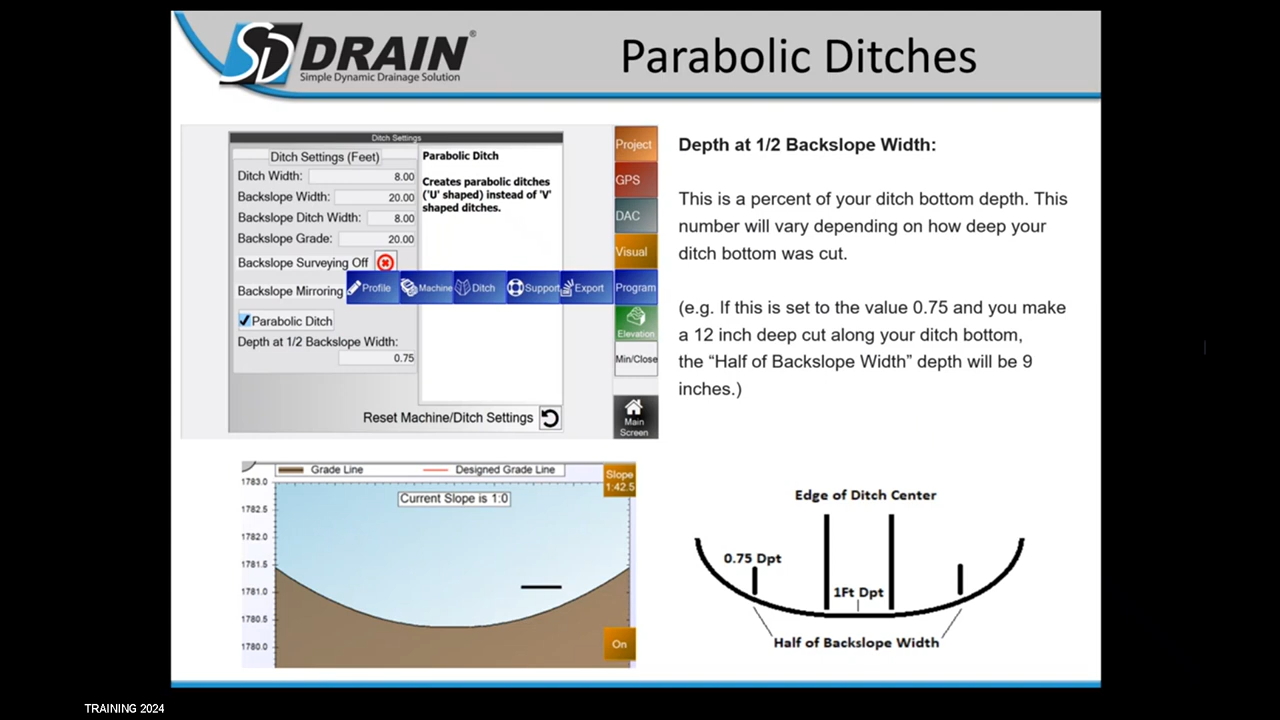 SD DRAIN®
Simple Dynamic Drainage Solution
Parabolic Ditches
Ditch Settings
Ditch Settings (Feet)
Ditch Width: 8.00
Backslope Width: 20.00
Backslope Ditch Width: 8.00
Backslope Grade: 20.00
Backslope Surveying Off
Backslope Mirroring
Parabolic Ditch
Depth at 1/2 Backslope Width:
0.75
Reset Machine/Ditch Settings
Parabolic Ditch
Creates parabolic ditches
('U' shaped) instead of 'V'
shaped ditches.
Profile
Machine
Ditch
Support
Export
Project
GPS
DAC
Visual
Program
Elevation
Min/Close
Main
Screen
Depth at 1/2 Backslope Width:
This is a percent of your ditch bottom depth. This
number will vary depending on how deep your
ditch bottom was cut.
(e.g. If this is set to the value 0.75 and you make
a 12 inch deep cut along your ditch bottom,
the “Half of Backslope Width” depth will be 9
inches.)
Grade Line
Designed Grade Line
Slope
1:42.5
Current Slope is 1:0
1783.0
1782.5
1782.0
1781.5
1781.0
1780.5
1780.0
On
Edge of Ditch Center
0.75 Dpt
1Ft Dpt
Half of Backslope Width
TRAINING 2024